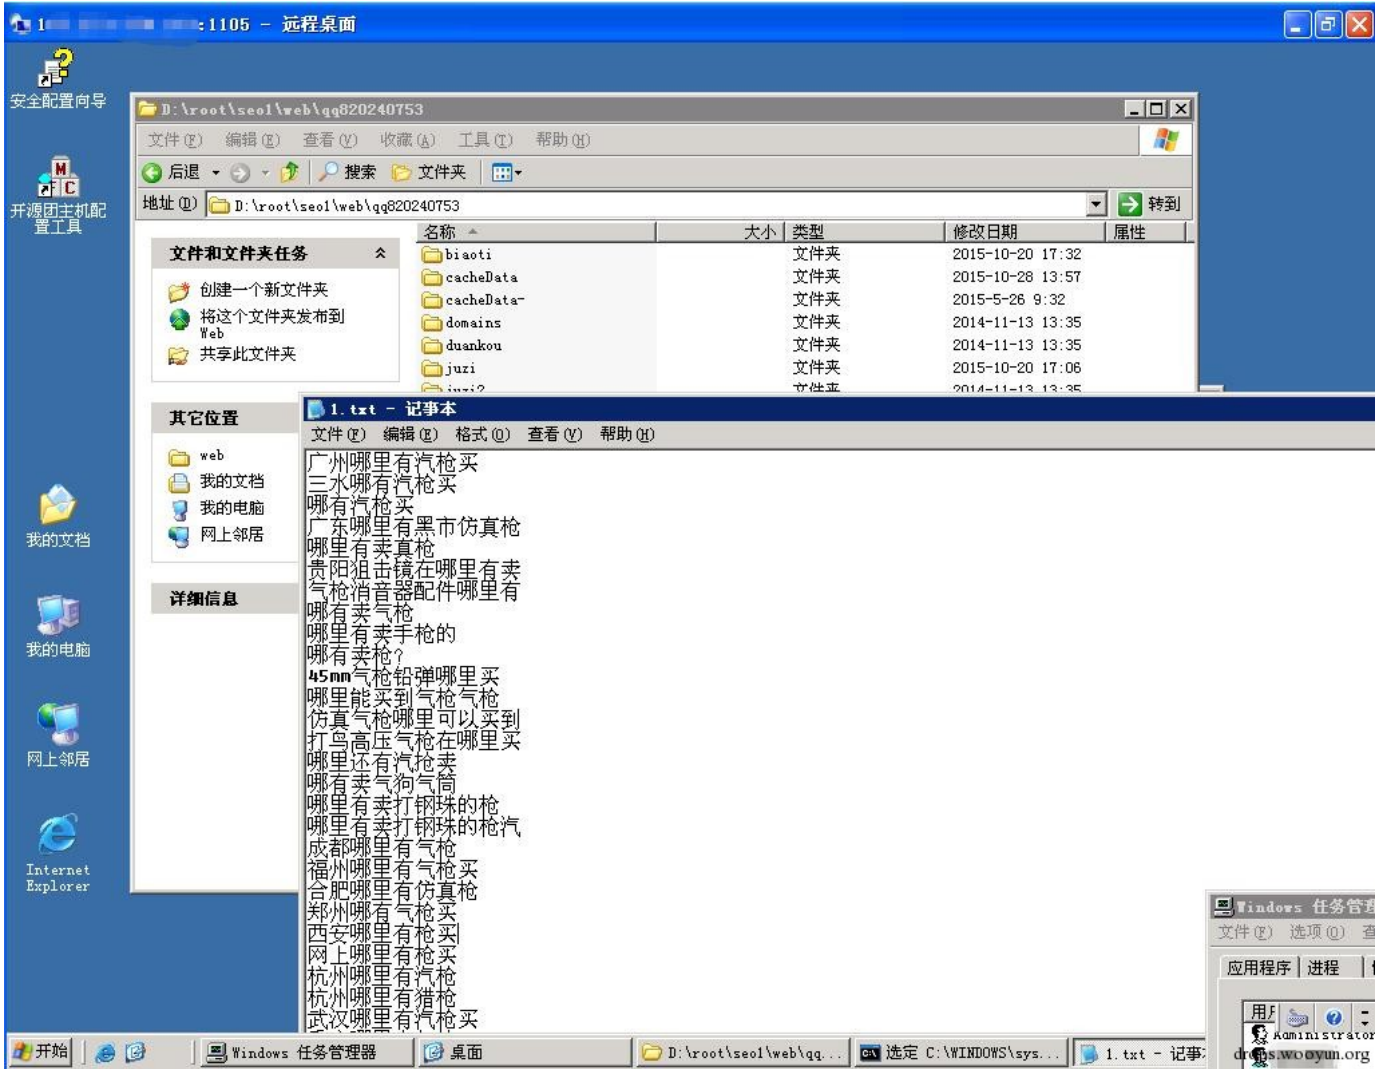 :1105 - 远程桌面
安全配置向导
开源团主机配置工具
我的文档
我的电脑
网上邻居
Internet Explorer
D:\root\seo1\web\qq820240753
文件(F) 编辑(E) 查看(V) 收藏(A) 工具(T) 帮助(H)
后退 搜索 文件夹
地址(D) D:\root\seo1\web\qq820240753 转到
名称 大小 类型 修改日期 属性
biaoti 文件夹 2015-10-20 17:32
cacheData 文件夹 2015-10-28 13:57
cacheData- 文件夹 2015-5-26 9:32
domains 文件夹 2014-11-13 13:35
duankou 文件夹 2014-11-13 13:35
juzi 文件夹 2015-10-20 17:06
juzi2 文件夹 2014-11-13 13:35
文件和文件夹任务
创建一个新文件夹
将这个文件夹发布到
Web
共享此文件夹
其它位置
web
我的文档
我的电脑
网上邻居
详细信息
1.txt - 记事本
文件(F) 编辑(E) 格式(O) 查看(V) 帮助(H)
广州哪里有汽枪买
三水哪有汽枪买
哪有汽枪买
广东哪里有黑市仿真枪
哪里有卖真枪
贵阳狙击镜在哪里有卖
气枪消音器配件哪里有
哪有卖气枪
哪里有卖手枪的
哪有卖枪?
45mm气枪铅弹哪里买
哪里能买到气枪气枪
仿真气枪哪里可以买到
打鸟高压气枪在哪里买
哪里还有汽抢卖
哪有卖气狗气筒
哪里有卖打钢珠的枪
哪里有卖打钢珠的枪汽
成都哪里有气枪
福州哪里有气枪买
合肥哪里有仿真枪
郑州哪有气枪买
西安哪里有枪买
网上哪里有枪买
杭州哪里有汽枪
杭州哪里有猎枪
武汉哪里有汽枪买
Windows 任务管理
文件(F) 选项(O) 查
应用程序 进程
Administrator
开始 Windows 任务管理器 桌面 D:\root\seo1\web\qq... 选定 C:\WINDOWS\sys... 1.txt - 记事
drops.wooyun.org